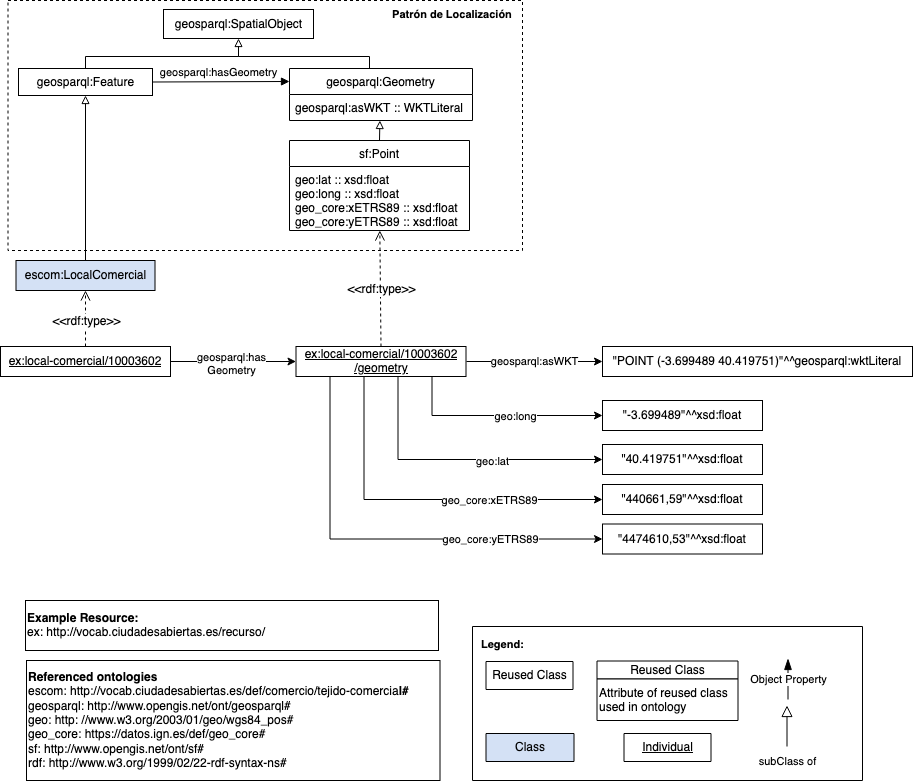 Patrón de Localización
geosparql:SpatialObject
geosparql:Feature
geosparql:hasGeometry
geosparql:Geometry
geosparql:asWKT :: WKTLiteral
sf:Point
geo:lat :: xsd:float
geo:long :: xsd:float
geo_core:xETRS89 :: xsd:float
geo_core:yETRS89 :: xsd:float
escom:LocalComercial
<<rdf:type>>
<<rdf:type>>
ex:local-comercial/10003602
geosparql:has
Geometry
ex:local-comercial/10003602
/geometry
geosparql:asWKT
"POINT (-3.699489 40.419751)"^^geosparql:wktLiteral
geo:long
"-3.699489"^^xsd:float
geo:lat
"40.419751"^^xsd:float
geo_core:xETRS89
"440661,59"^^xsd:float
geo_core:yETRS89
"4474610,53"^^xsd:float
Example Resource:
ex: http://vocab.ciudadesabiertas.es/recurso/
Referenced ontologies
escom: http://vocab.ciudadesabiertas.es/def/comercio/tejido-comercial#
geosparql: http://www.opengis.net/ont/geosparql#
geo: http: //www.w3.org/2003/01/geo/wgs84_pos#
geo_core: https://datos.ign.es/def/geo_core#
sf: http://www.opengis.net/ont/sf#
rdf: http://www.w3.org/1999/02/22-rdf-syntax-ns#
Legend:
Reused Class
Reused Class
Attribute of reused class
used in ontology
Object Property
Class
Individual
subClass of